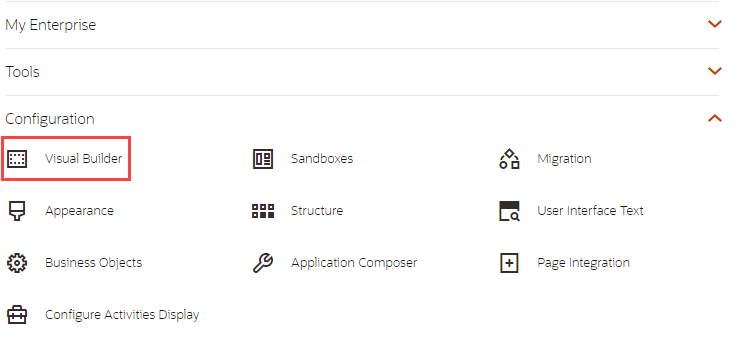 My Enterprise
Tools
Configuration
Visual Builder Sandboxes Migration
Appearance Structure User Interface Text
Business Objects Application Composer Page Integration
Configure Activities Display